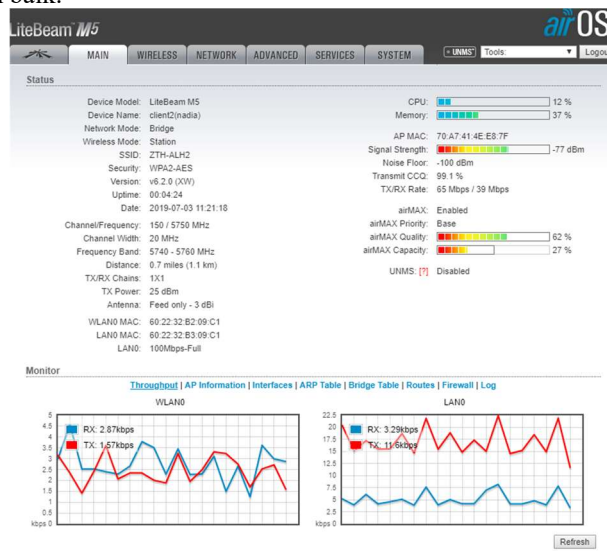 LiteBeam M5
airOS
MAIN WIRELESS NETWORK ADVANCED SERVICES SYSTEM UNMS Tools: Logout
Status
Device Model: LiteBeam M5
Device Name: client2(nadia)
Network Mode: Bridge
Wireless Mode: Station
SSID: ZTH-ALH2
Security: WPA2-AES
Version: v6.2.0 (XW)
Uptime: 00:04:24
Date: 2019-07-03 11:21:18
Channel/Frequency: 150 / 5750 MHz
Channel Width: 20 MHz
Frequency Band: 5740 - 5760 MHz
Distance: 0.7 miles (1.1 km)
TX/RX Chains: 1X1
TX Power: 25 dBm
Antenna: Feed only - 3 dBi
WLAN0 MAC: 60:22:32:B2:09:C1
LAN0 MAC: 60:22:32:B3:09:C1
LAN0: 100Mbps-Full
CPU: 12 %
Memory: 37 %
AP MAC: 70:A7:41:4E:E8:7F
Signal Strength: -77 dBm
Noise Floor: -100 dBm
Transmit CCQ: 99.1 %
TX/RX Rate: 65 Mbps / 39 Mbps
airMAX: Enabled
airMAX Priority: Base
airMAX Quality: 62 %
airMAX Capacity: 27 %
UNMS: [?] Disabled
Monitor
Throughput | AP Information | Interfaces | ARP Table | Bridge Table | Routes | Firewall | Log
WLAN0
5
4.5
4
3.5
3
2.5
2
1.5
1
0.5
kbps 0
RX: 2.87kbps
TX: 1.57kbps
LAN0
22.5
20
17.5
15
12.5
10
7.5
5
2.5
kbps 0
RX: 3.29kbps
TX: 11.6kbps
Refresh